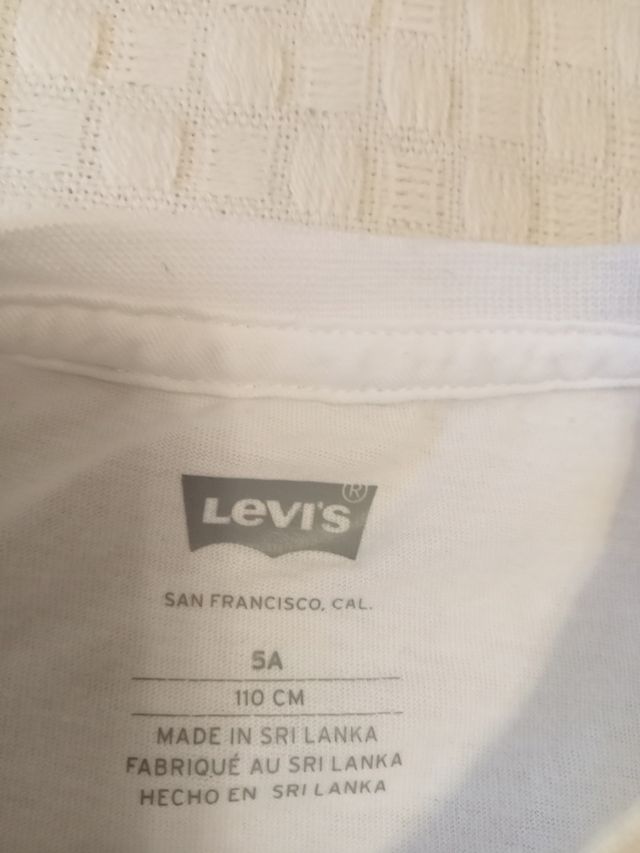 Levi's ®
SAN FRANCISCO, CAL.
5A
110 CM
MADE IN SRI LANKA
FABRIQUÉ AU SRI LANKA
HECHO EN SRI LANKA